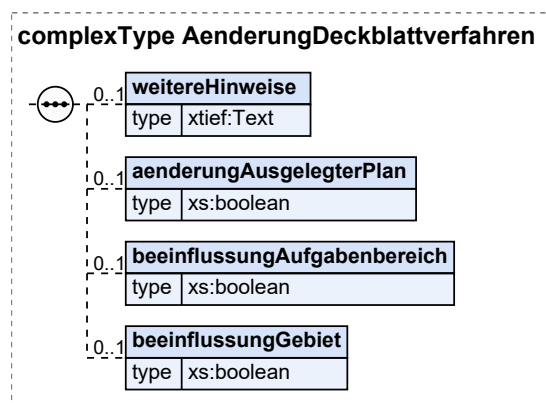 complexType AenderungDeckblattverfahren
0..1 weitereHinweise
type xtief:Text
0..1 aenderungAusgelegterPlan
type xs:boolean
0..1 beeinflussungAufgabenbereich
type xs:boolean
0..1 beeinflussungGebiet
type xs:boolean